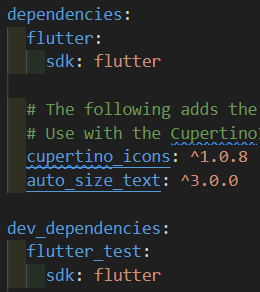 dependencies:
flutter:
sdk: flutter
# The following adds the
# Use with the Cupertino
cupertino_icons: ^1.0.8
auto_size_text: ^3.0.0
dev_dependencies:
flutter_test:
sdk: flutter